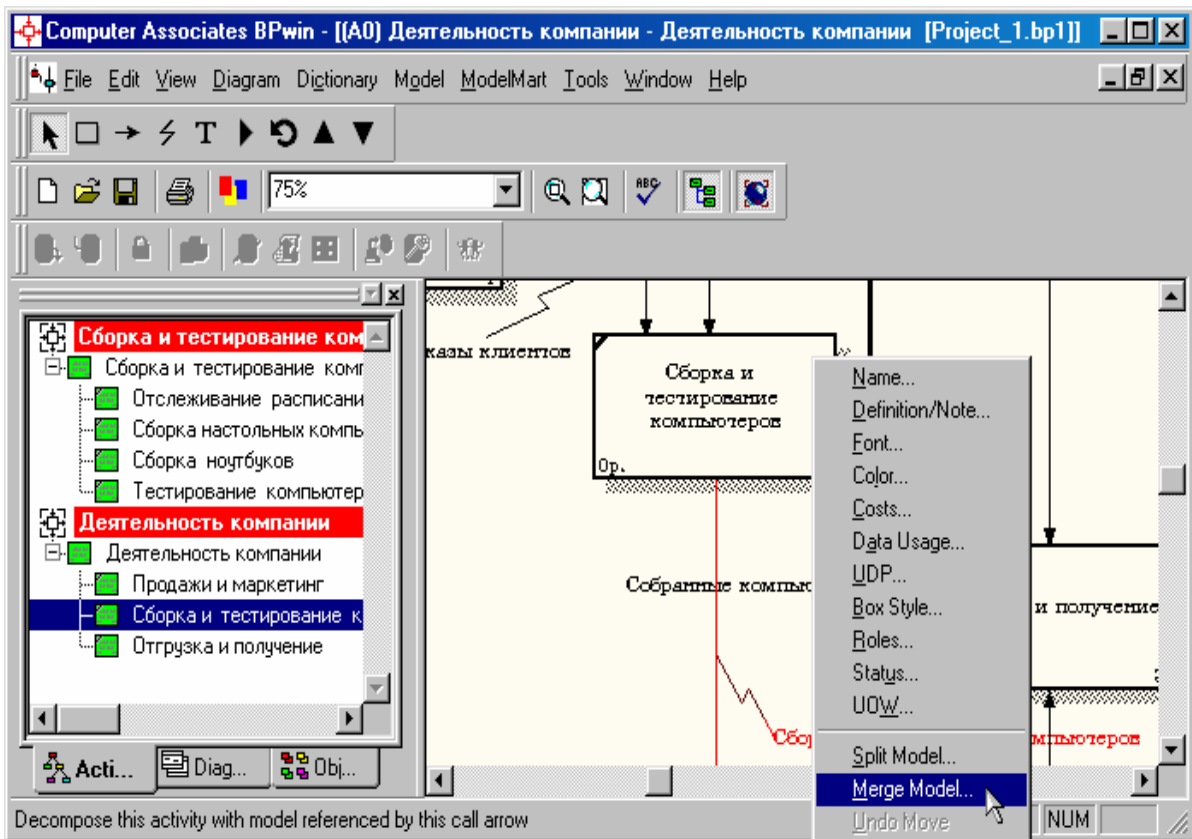 Computer Associates BPwin - [(A0) Деятельность компании - Деятельность компании [Project_1.bp1]]
File Edit View Diagram Dictionary Model ModelMart Tools Window Help
T
75%
ABC
Сборка и тестирование ком
Сборка и тестирование комп
Отслеживание расписани
Сборка настольных компь
Сборка ноутбуков
Тестирование компьютер
Деятельность компании
Деятельность компании
Продажи и маркетинг
Сборка и тестирование к
Отгрузка и получение
Acti... Diag... Obj...
казы клиентов
Сборка и
тестирование
компьютеров
0р.
Собранные компью
и получение
Сбор
мпьютеров
Name...
Definition/Note...
Font...
Color...
Costs...
Data Usage...
UDP...
Box Style...
Roles...
Status...
UOW...
Split Model...
Merge Model...
Undo Move
Decompose this activity with model referenced by this call arrow
NUM